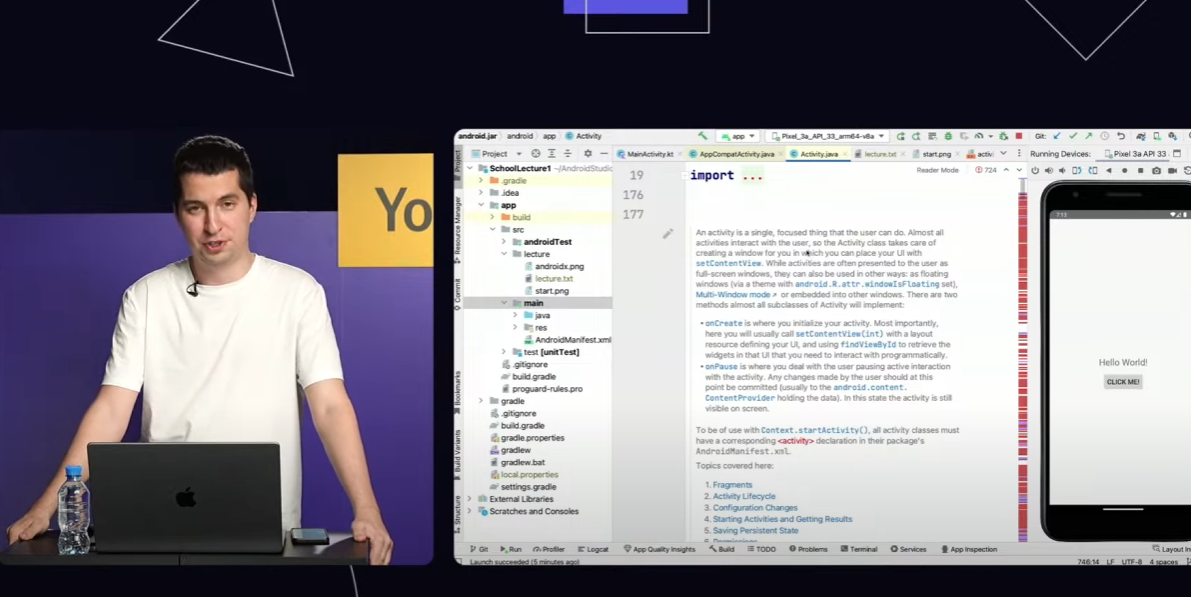 Yo
android.jar android app Activity
app
Pixel_3a_API_33_arm64-v8a
Git:
Project
MainActivity.kt
AppCompatActivity.java
Activity.java
lecture.txt
start.png
activi
Running Devices:
Pixel 3a API 33
Project
Resource Manager
Commit
Bookmarks
Build Variants
Structure
SchoolLecture1 ~/AndroidStudio
.gradle
.idea
app
build
src
androidTest
lecture
androidx.png
lecture.txt
start.png
main
java
res
AndroidManifest.xml
test [unitTest]
.gitignore
build.gradle
proguard-rules.pro
gradle
.gitignore
build.gradle
gradle.properties
gradlew
gradlew.bat
local.properties
settings.gradle
External Libraries
Scratches and Consoles
Reader Mode
724
19
176
177
import ...
An activity is a single, focused thing that the user can do. Almost all
activities interact with the user, so the Activity class takes care of
creating a window for you in which you can place your UI with
setContentView. While activities are often presented to the user as
full-screen windows, they can also be used in other ways: as floating
windows (via a theme with android.R.attr.windowIsFloating set),
Multi-Window mode or embedded into other windows. There are two
methods almost all subclasses of Activity will implement:
• onCreate is where you initialize your activity. Most importantly,
here you will usually call setContentView(int) with a layout
resource defining your UI, and using findViewById to retrieve the
widgets in that UI that you need to interact with programmatically.
• onPause is where you deal with the user pausing active interaction
with the activity. Any changes made by the user should at this
point be committed (usually to the android.content.
ContentProvider holding the data). In this state the activity is still
visible on screen.
To be of use with Context.startActivity(), all activity classes must
have a corresponding <activity> declaration in their package's
AndroidManifest.xml.
Topics covered here:
1. Fragments
2. Activity Lifecycle
3. Configuration Changes
4. Starting Activities and Getting Results
5. Saving Persistent State
6. Permissions
7:13
Hello World!
CLICK ME!
Git Run Profiler Logcat App Quality Insights Build TODO Problems Terminal Services App Inspection Layout In
Launch succeeded (5 minutes ago)
746:14 LF UTF-8 4 spaces